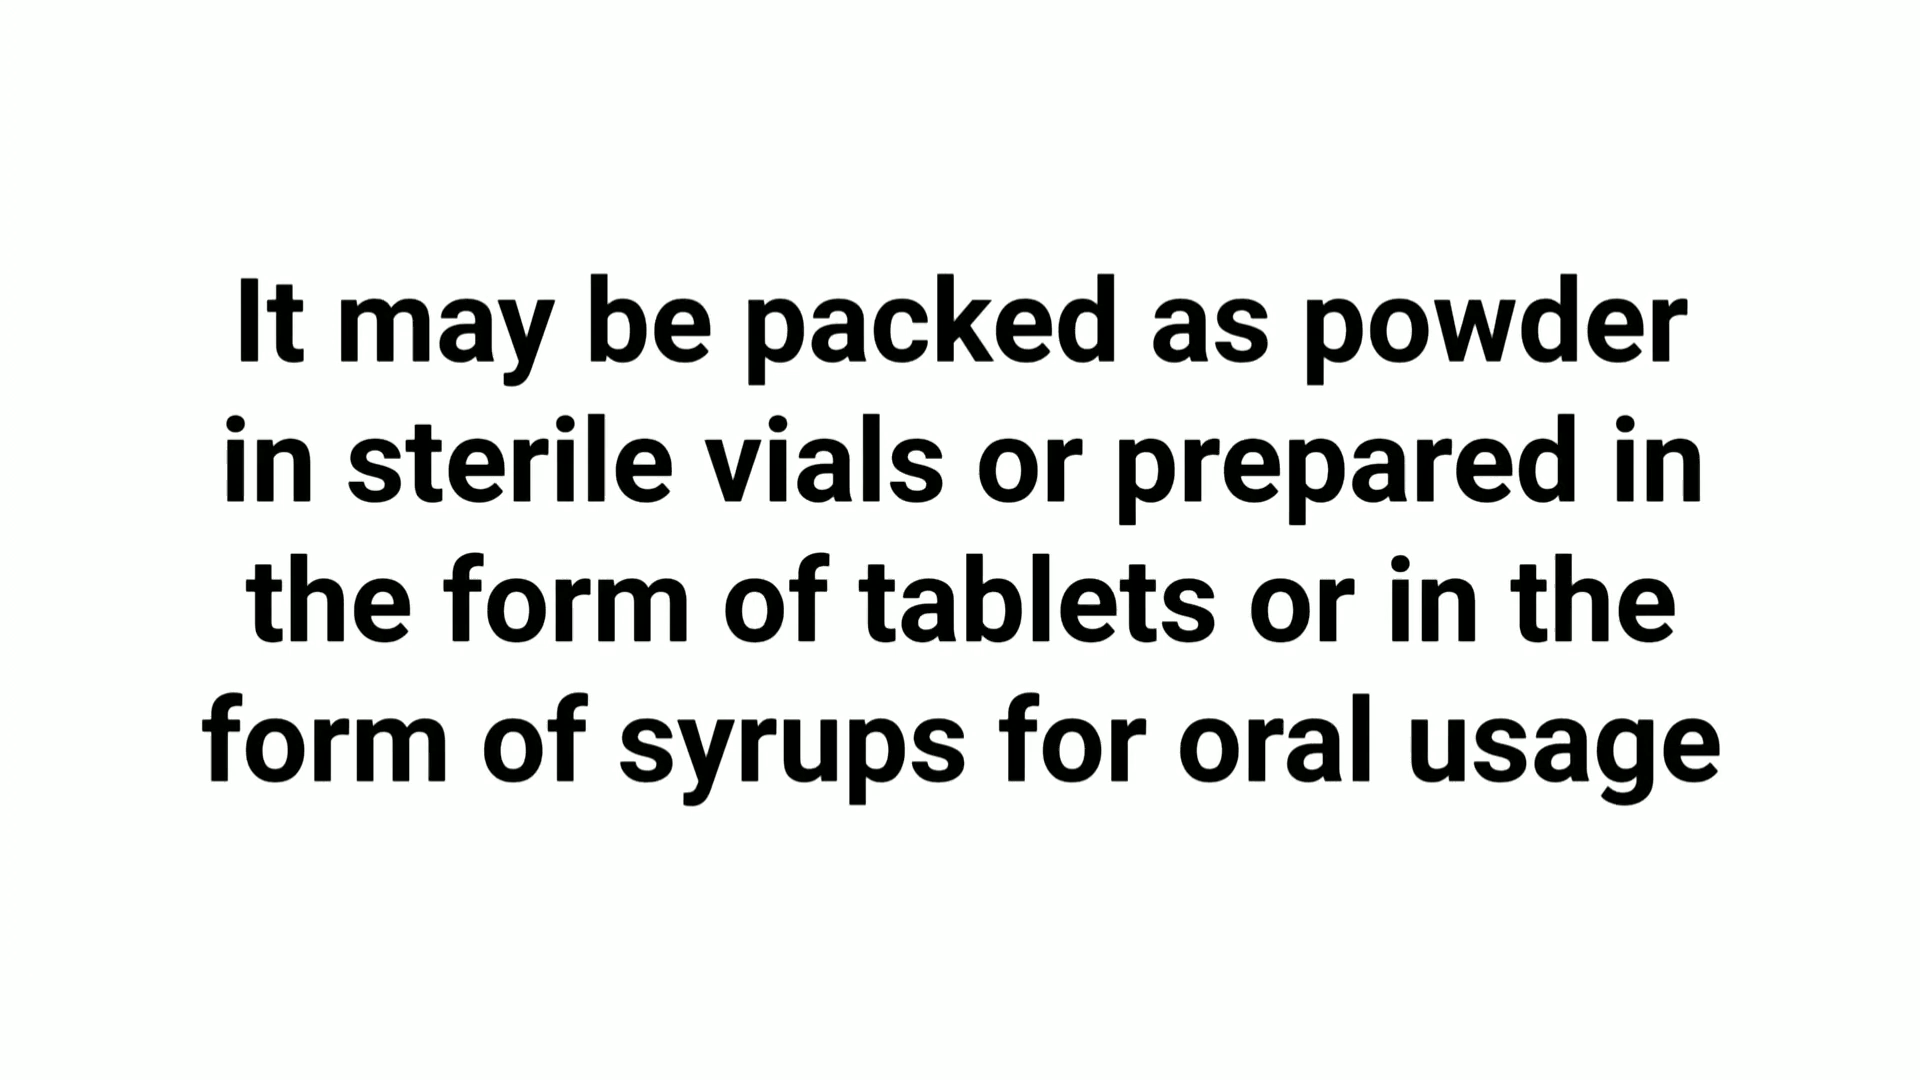 It may be packed as powder
in sterile vials or prepared in
the form of tablets or in the
form of syrups for oral usage